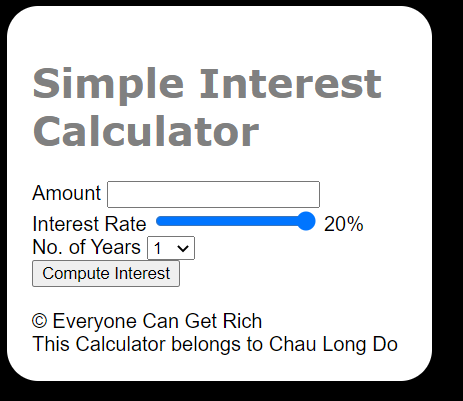 Simple Interest
Calculator
Amount
Interest Rate 20%
No. of Years 1
Compute Interest
© Everyone Can Get Rich
This Calculator belongs to Chau Long Do